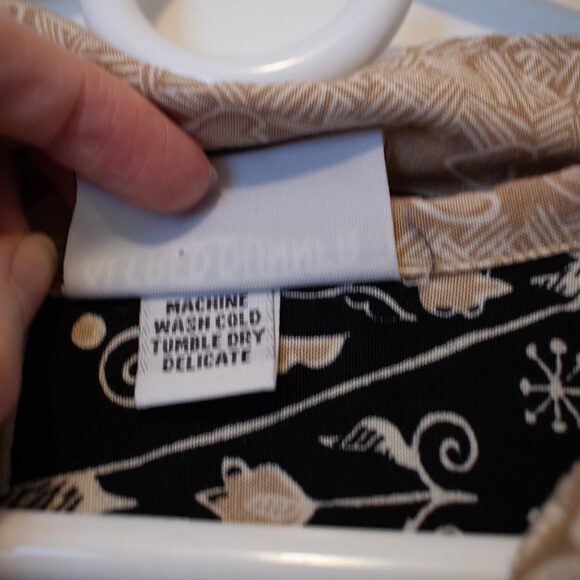 MACHINE
WASH COLD
TUMBLE DRY
DELICATE